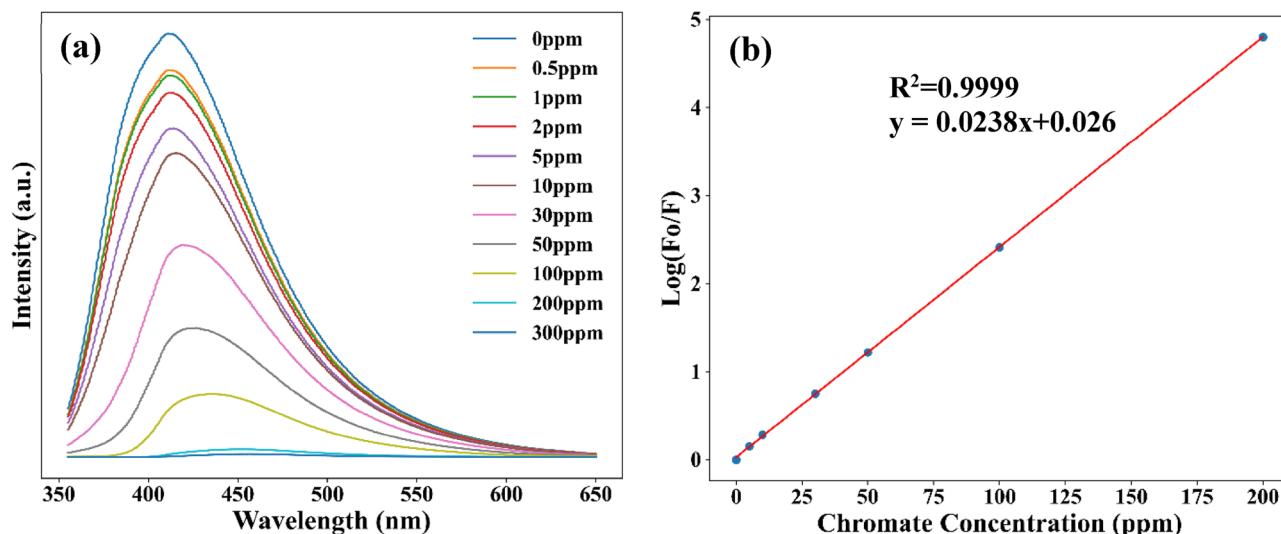 (a)
0ppm
0.5ppm
1ppm
2ppm
5ppm
10ppm
30ppm
50ppm
100ppm
200ppm
300ppm
Intensity (a.u.)
350 400 450 500 550 600 650
Wavelength (nm)
(b)
R²=0.9999
y = 0.0238x+0.026
Log(Fo/F)
5
4
3
2
1
0
0 25 50 75 100 125 150 175 200
Chromate Concentration (ppm)